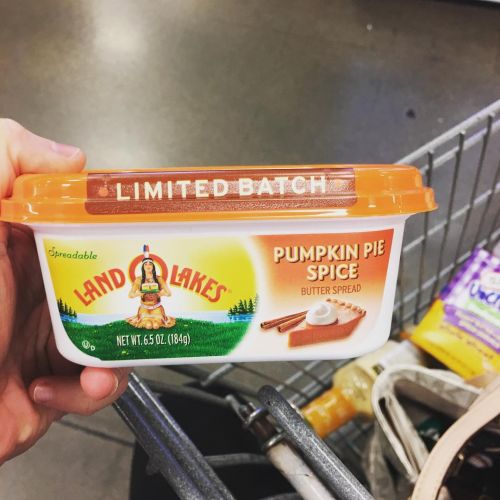 LIMITED BATCH
Spreadable
LAND O LAKES
PUMPKIN PIE
SPICE
BUTTER SPREAD
NET WT. 6.5 OZ. (184g)